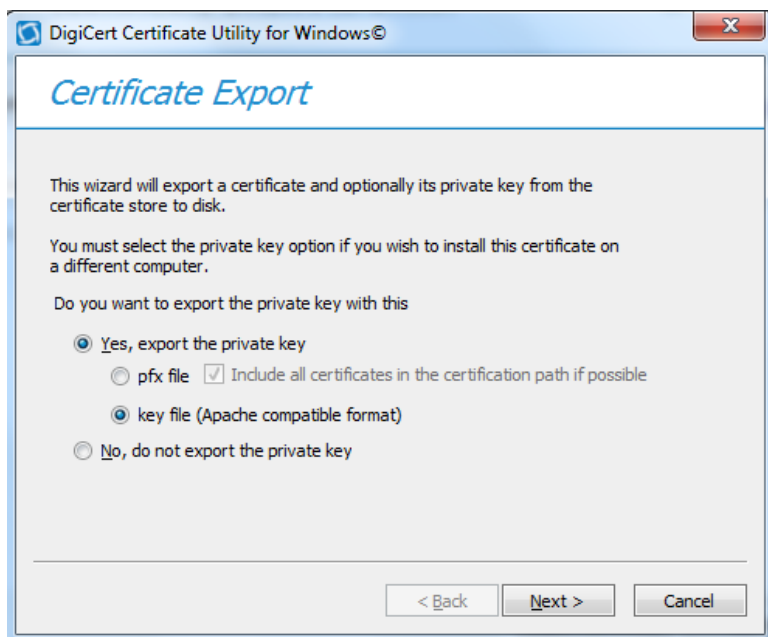 DigiCert Certificate Utility for Windows©
X
Certificate Export
This wizard will export a certificate and optionally its private key from the
certificate store to disk.
You must select the private key option if you wish to install this certificate on
a different computer.
Do you want to export the private key with this
Yes, export the private key
pfx file Include all certificates in the certification path if possible
key file (Apache compatible format)
No, do not export the private key
< Back Next > Cancel